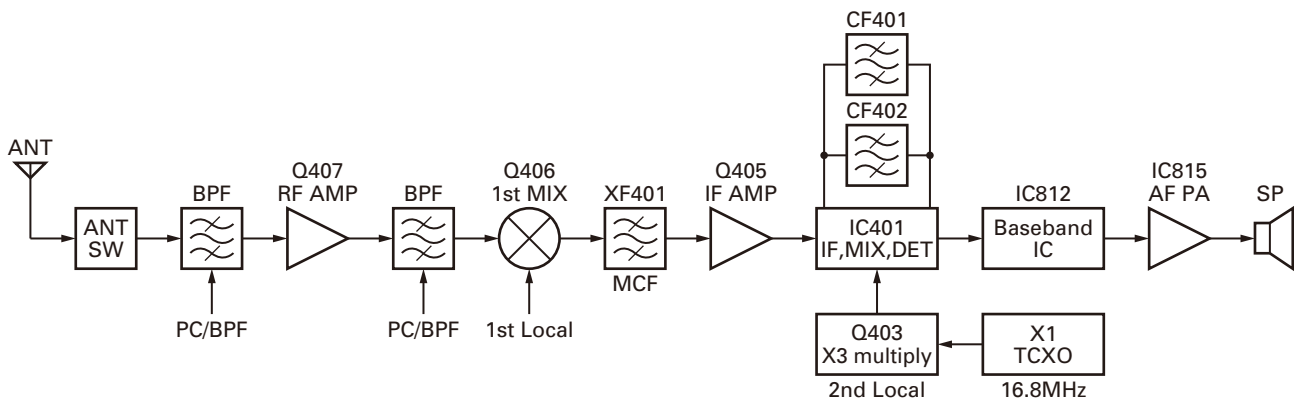 CF401
CF402
ANT
ANT
SW
BPF
PC/BPF
Q407
RF AMP
BPF
PC/BPF
Q406
1st MIX
1st Local
XF401
MCF
Q405
IF AMP
IC401
IF,MIX,DET
Q403
X3 multiply
2nd Local
X1
TCXO
16.8MHz
IC812
Baseband
IC
IC815
AF PA
SP